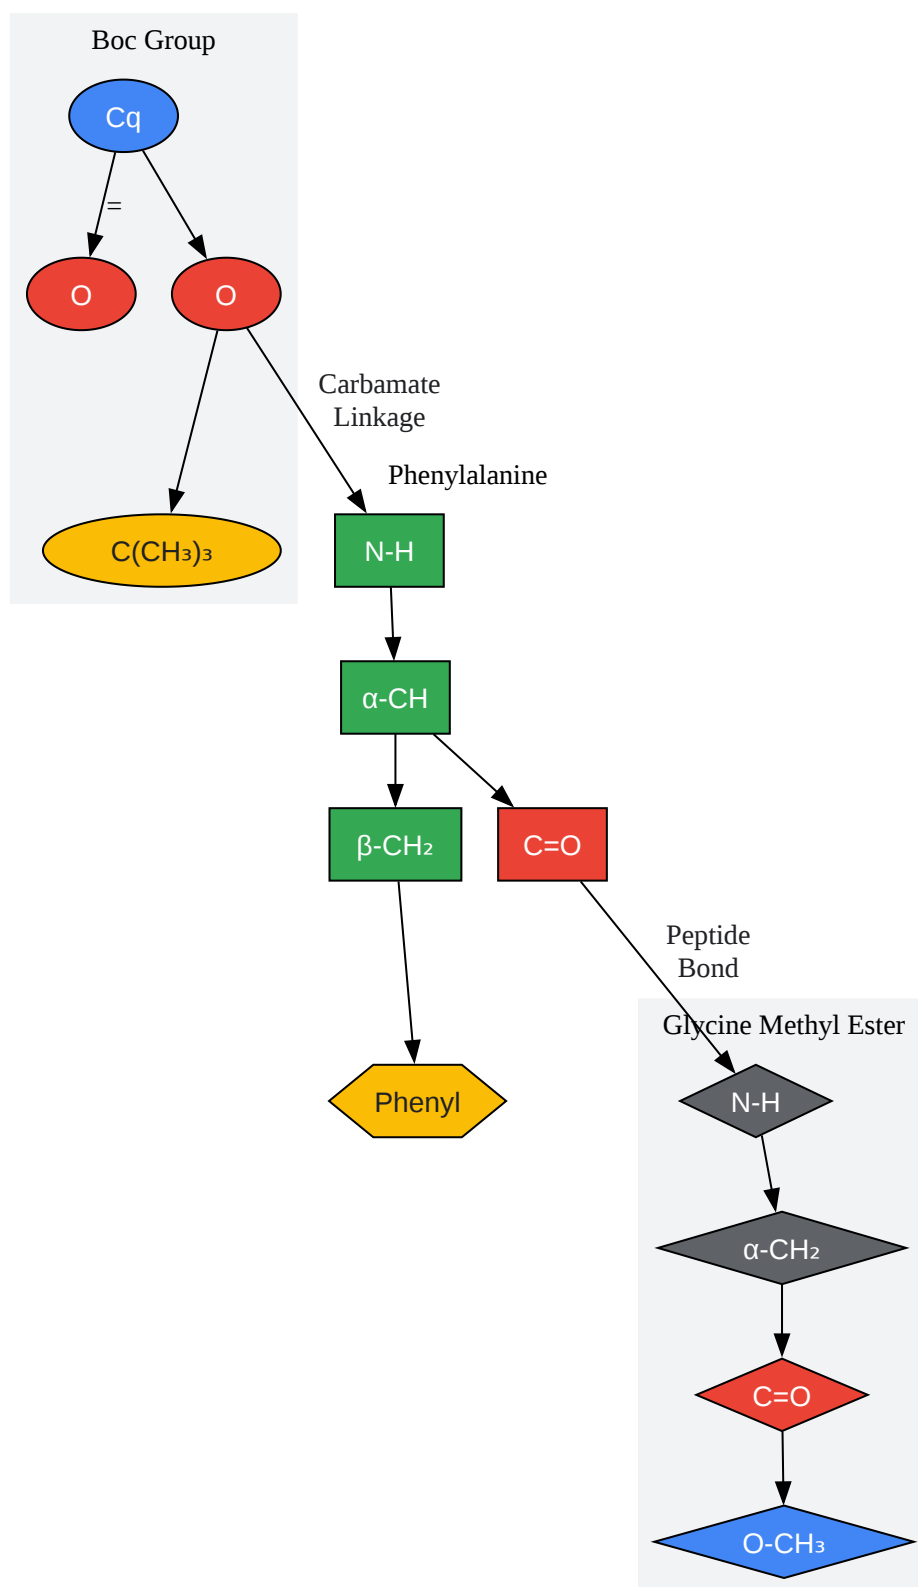 Boc Group
Cq
=
O
O
Carbamate
Linkage
C(CH₃)₃
Phenylalanine
N-H
α-CH
β-CH₂
C=O
Phenyl
Peptide
Bond
Glycine Methyl Ester
N-H
α-CH₂
C=O
O-CH₃